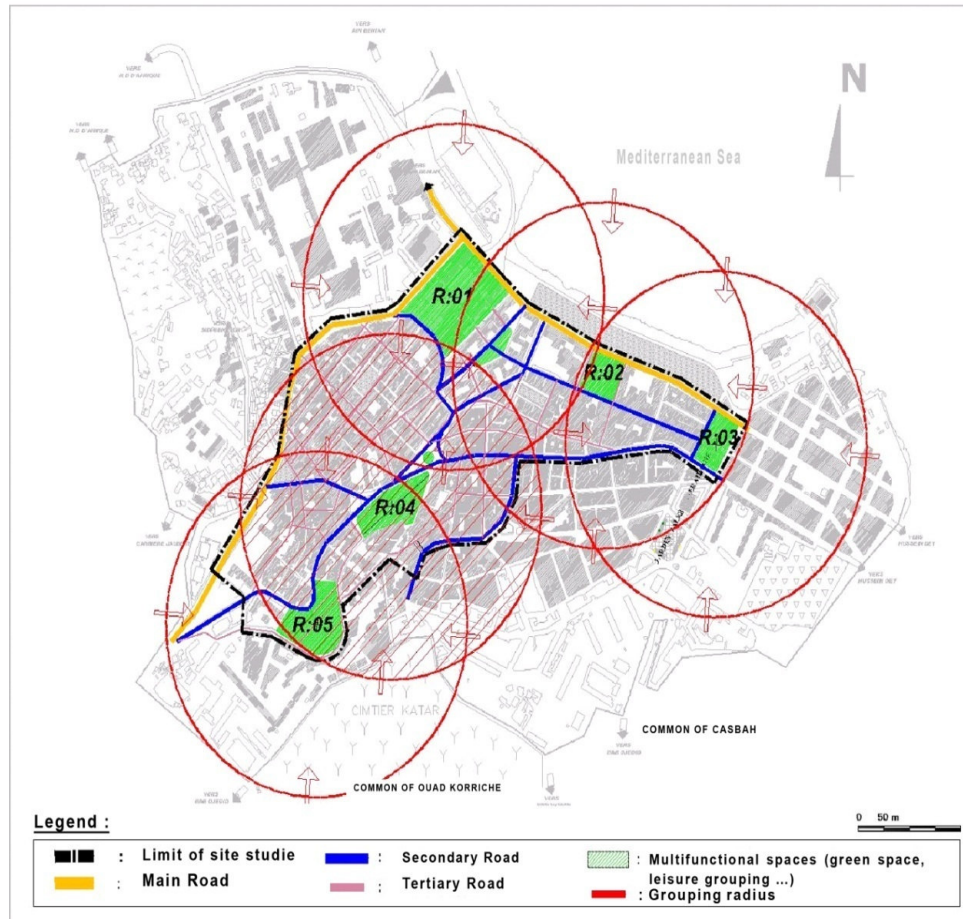 N
Mediterranean Sea
R:01
R:02
R:03
R:04
R:05
CIMTIER KATAR
COMMON OF CASBAH
COMMON OF OUAD KORRICHE
Legend :
0 50 m
: Limit of site studie
: Secondary Road
: Multifunctional spaces (green space, leisure grouping ...)
: Main Road
: Tertiary Road
: Grouping radius